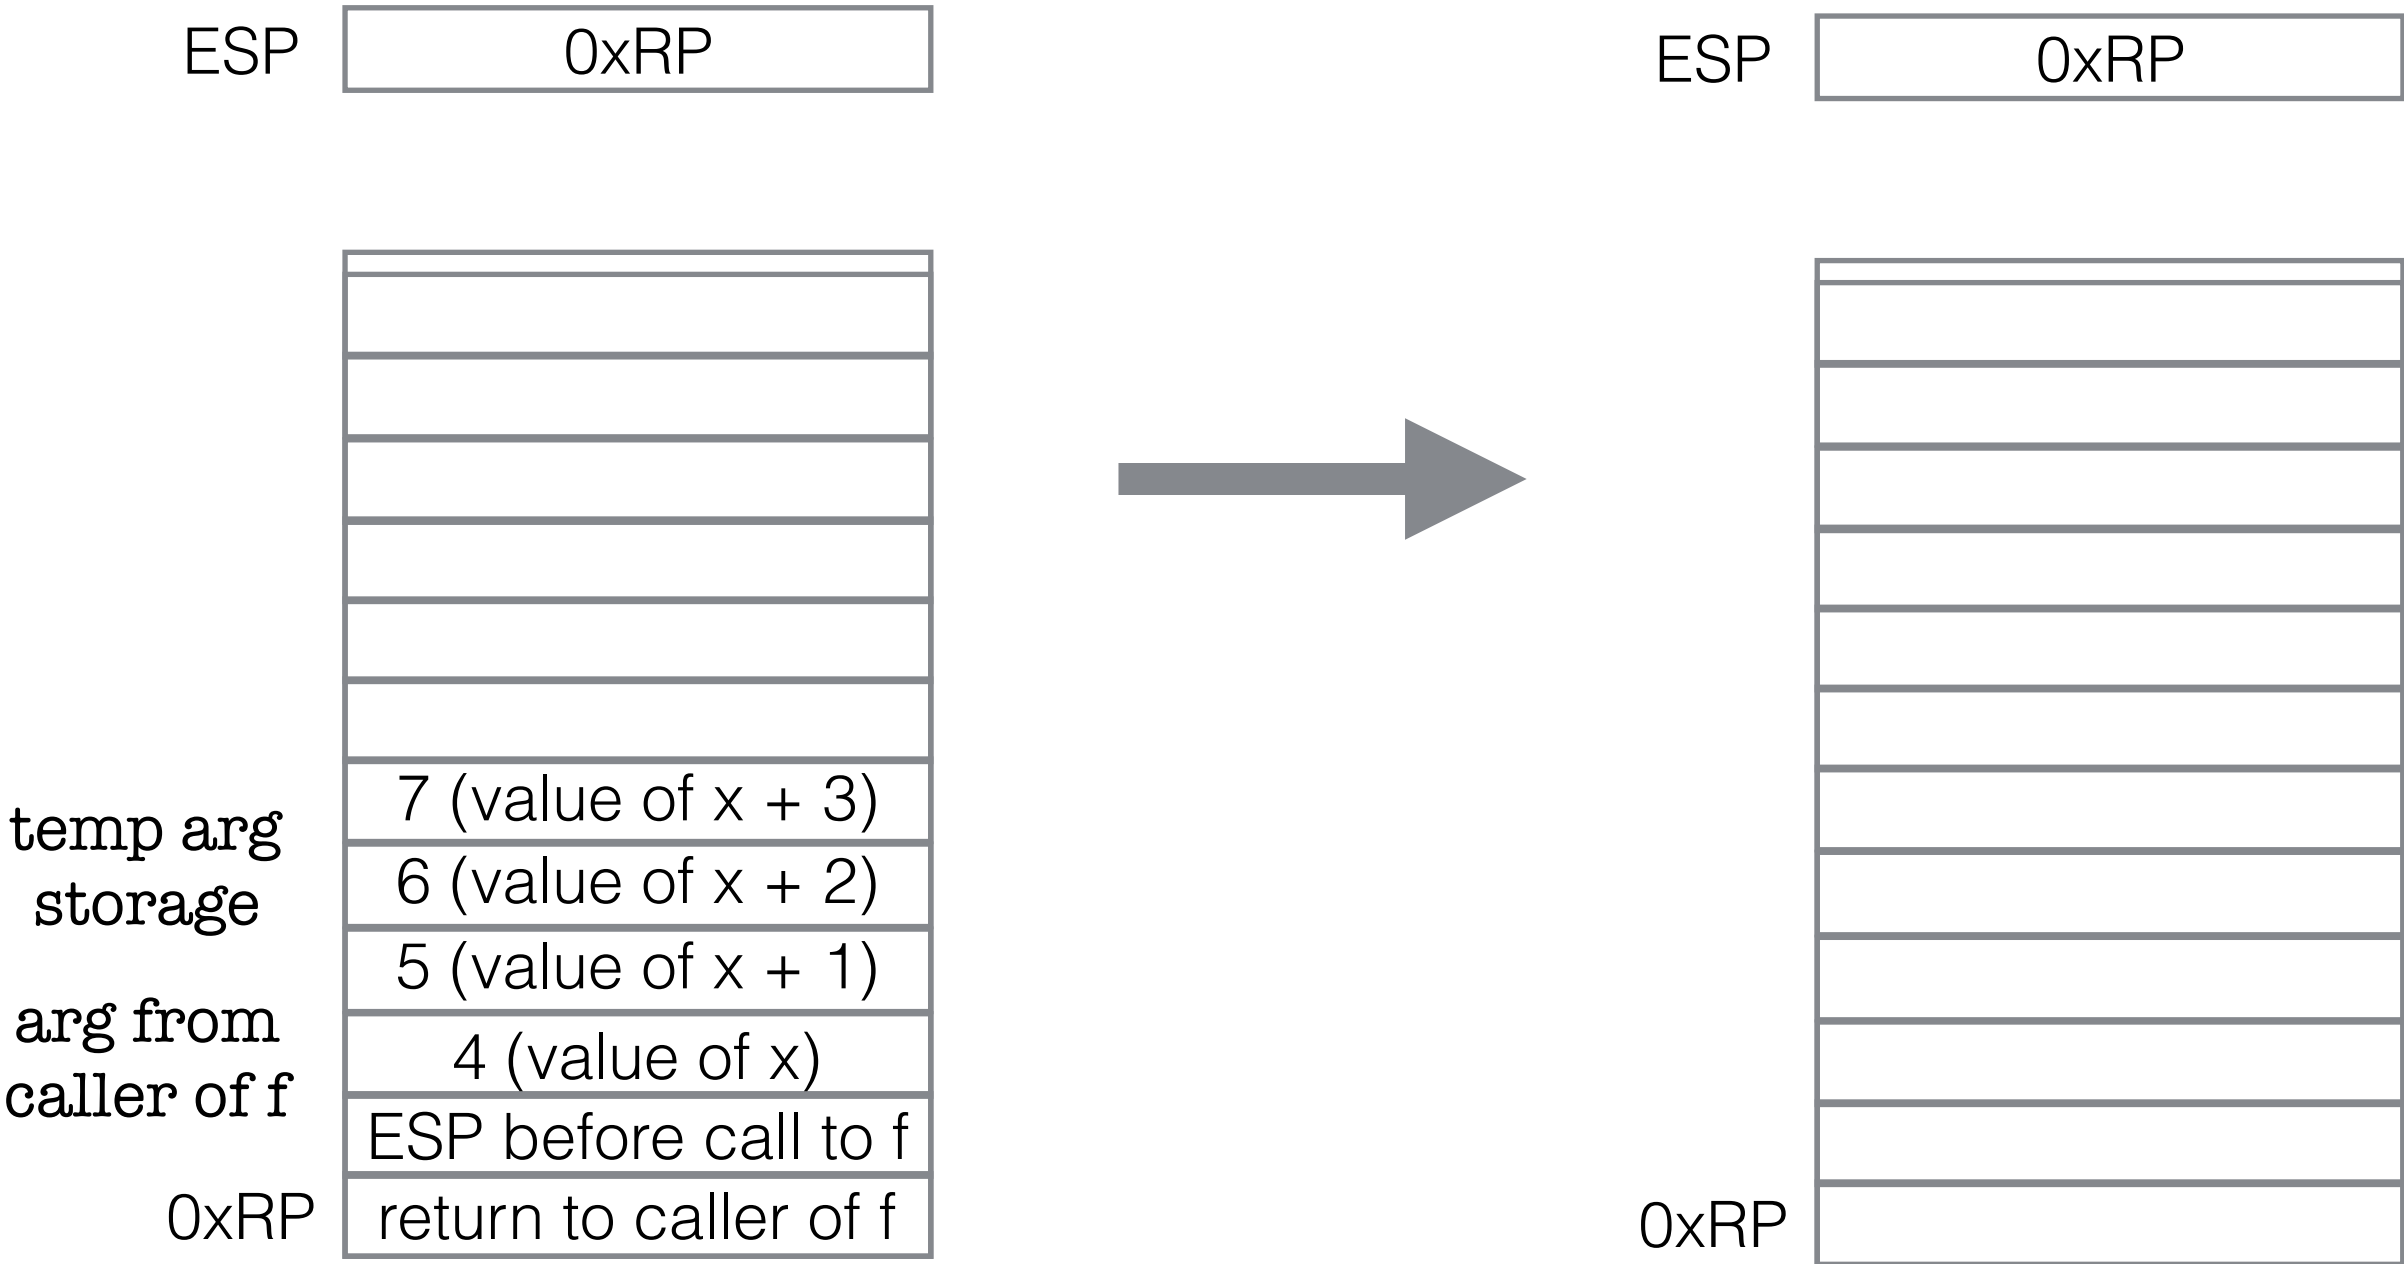 ESP
0xRP
ESP
0xRP
temp arg
storage
7 (value of x + 3)
6 (value of x + 2)
5 (value of x + 1)
arg from
caller of f
4 (value of x)
ESP before call to f
0xRP
return to caller of f
0xRP